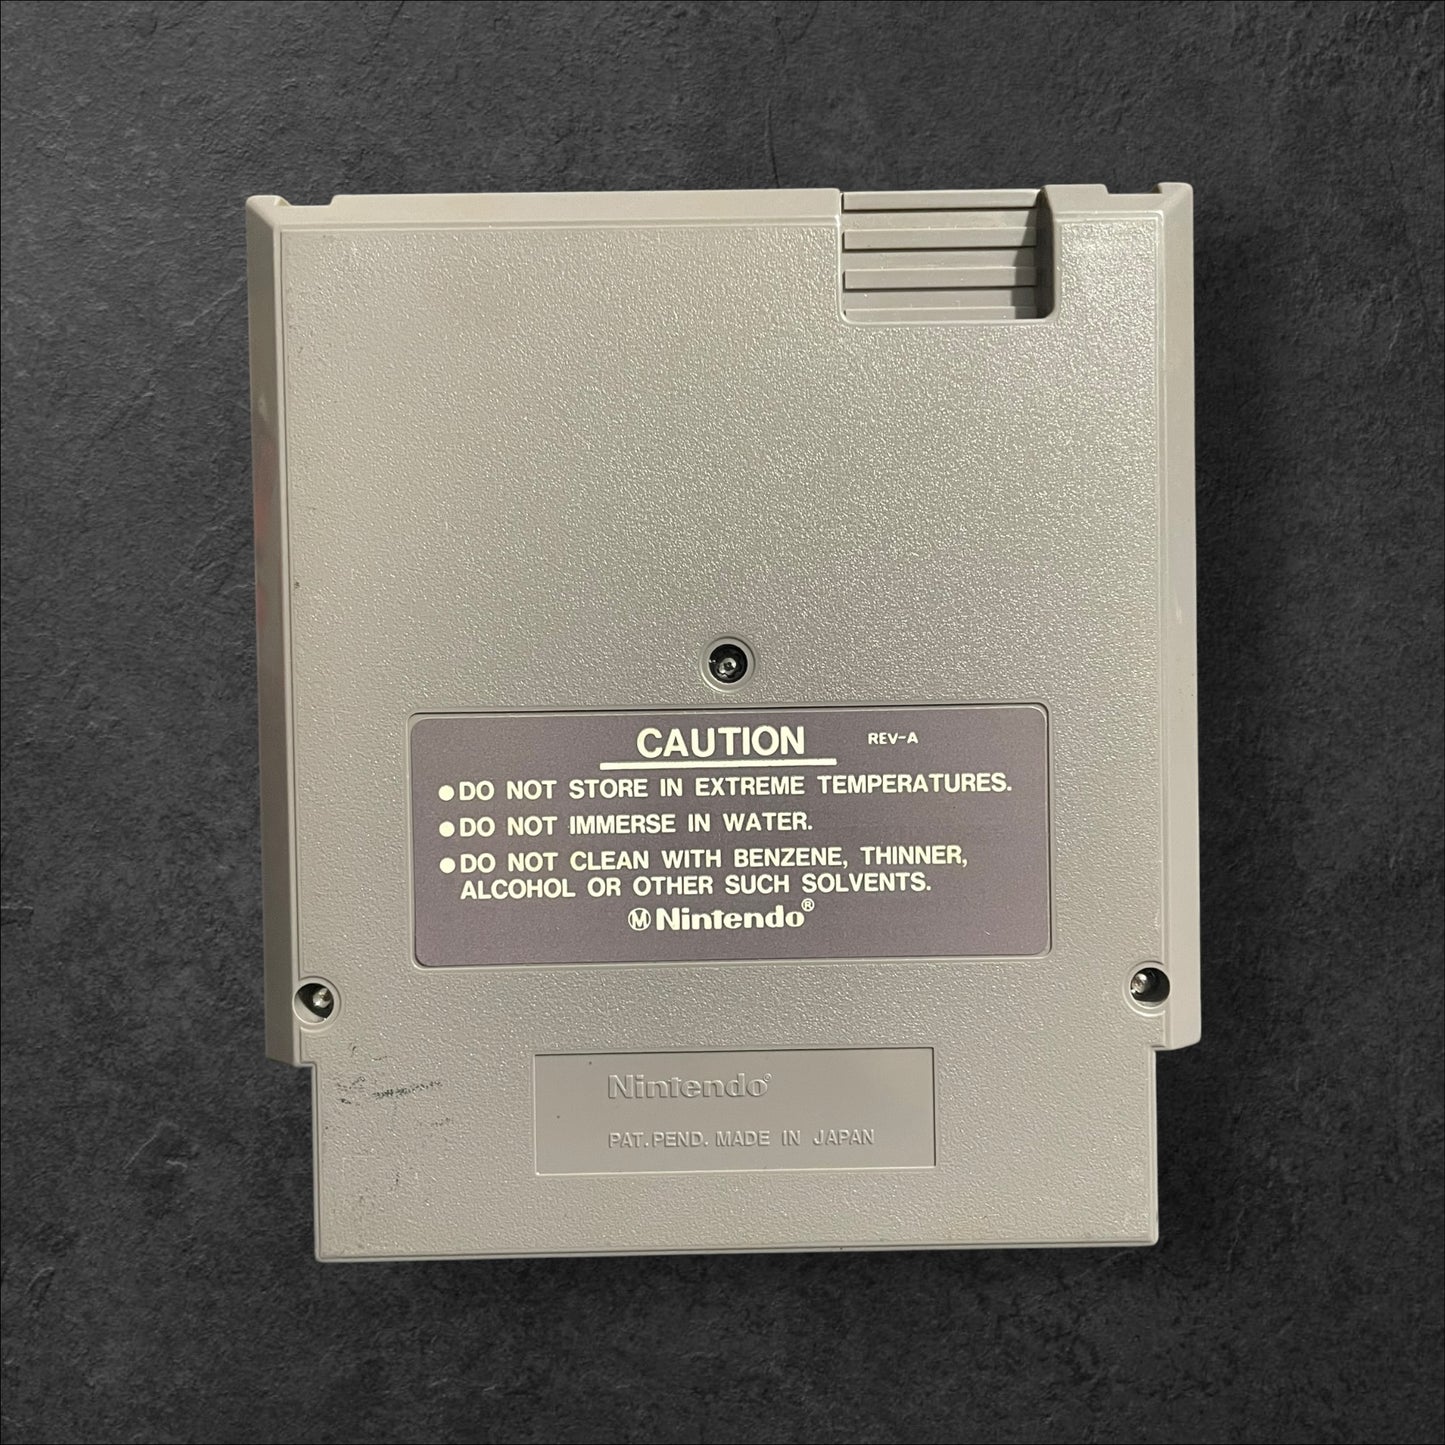 CAUTION REV-A
●DO NOT STORE IN EXTREME TEMPERATURES.
●DO NOT IMMERSE IN WATER.
●DO NOT CLEAN WITH BENZENE, THINNER,
ALCOHOL OR OTHER SUCH SOLVENTS.
Ⓜ Nintendo®
Nintendo®
PAT. PEND. MADE IN JAPAN